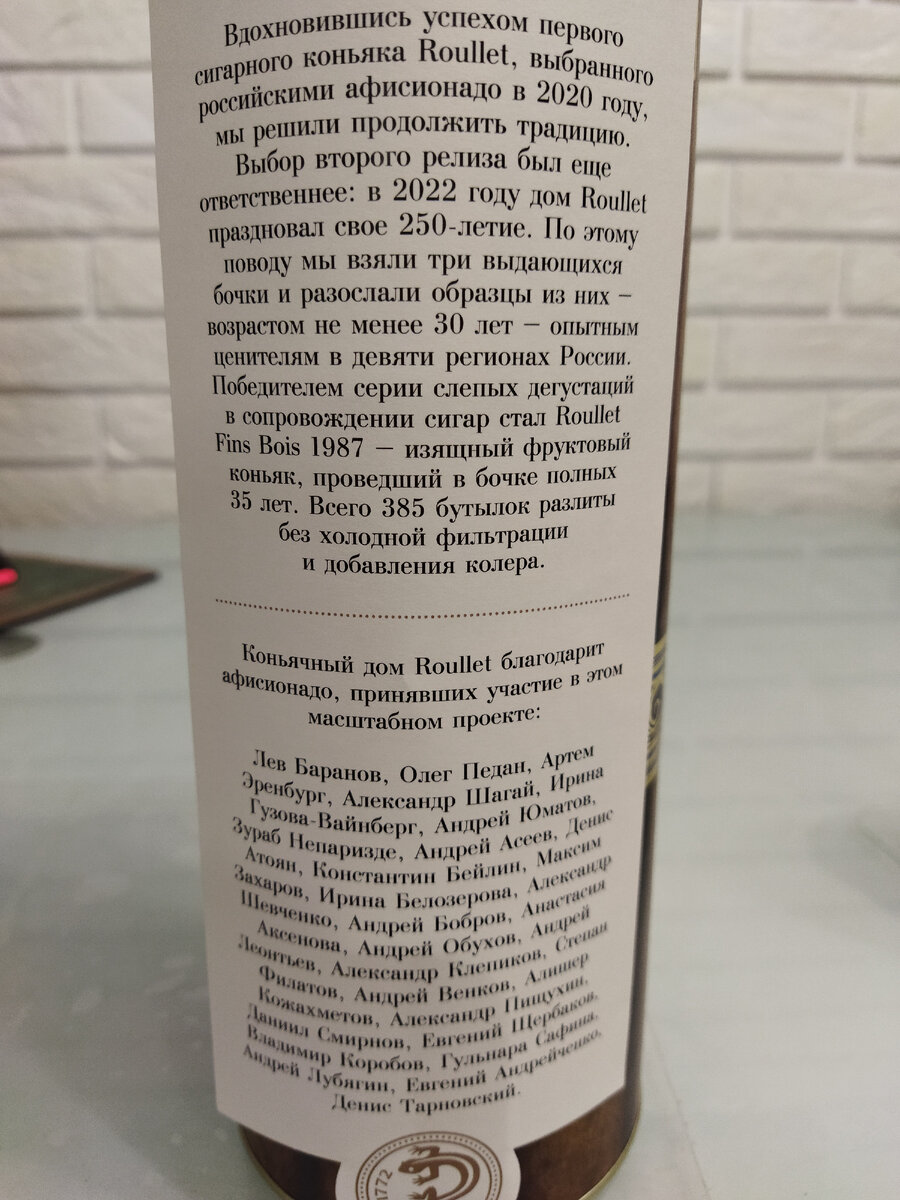 Вдохновившись успехом первого
сигарного коньяка Roullet, выбранного
российскими афисионадо в 2020 году,
мы решили продолжить традицию.
Выбор второго релиза был еще
ответственнее: в 2022 году дом Roullet
праздновал свое 250-летие. По этому
поводу мы взяли три выдающихся
бочки и разослали образцы из них –
возрастом не менее 30 лет – опытным
ценителям в девяти регионах России.
Победителем серии слепых дегустаций
в сопровождении сигар стал Roullet
Fins Bois 1987 – изящный фруктовый
коньяк, проведший в бочке полных
35 лет. Всего 385 бутылок разлиты
без холодной фильтрации
и добавления колера.
Коньячный дом Roullet благодарит
афисионадо, принявших участие в этом
масштабном проекте:
Лев Баранов, Олег Педан, Артем
Эренбург, Александр Шагай, Ирина
Гузова-Вайнберг, Андрей Юматов,
Зураб Непаризде, Андрей Асеев, Денис
Атоян, Константин Бейлин, Максим
Захаров, Ирина Белозерова, Александр
Шевченко, Андрей Бобров, Анастасия
Аксенова, Андрей Обухов, Андрей
Леонтьев, Александр Клепиков, Степан
Филатов, Андрей Венков, Алишер
Кожахметов, Александр Пищухин,
Даниил Смирнов, Евгений Щербаков,
Владимир Коробов, Гульнара Сафина,
Андрей Лубягин, Евгений Андрейченко,
Денис Тарновский.
1772